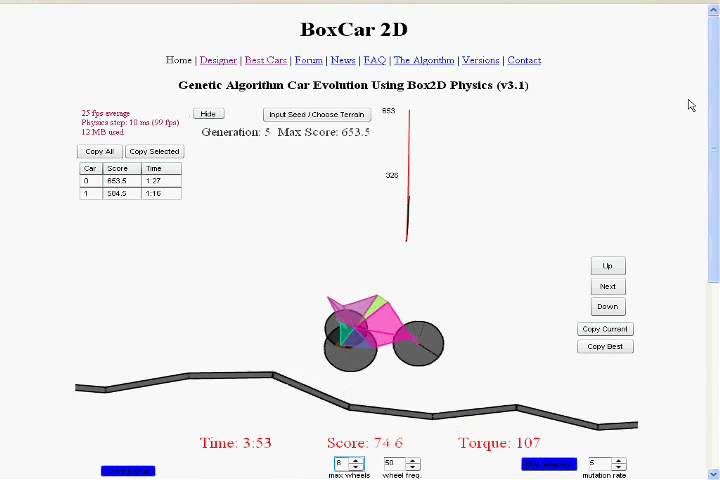 BoxCar 2D
Home | Designer | Best Cars | Forum | News | FAQ | The Algorithm | Versions | Contact
Genetic Algorithm Car Evolution Using Box2D Physics (v3.1)
25 fps average
Physics step: 10 ms (99 fps)
12 MB used
Hide
Input Seed / Choose Terrain
Generation: 5 Max Score: 653.5
653
326
Copy All Copy Selected
Car Score Time
0 653.5 1:27
1 584.5 1:16
Up
Next
Down
Copy Current
Copy Best
Time: 3:53 Score: 74.6 Torque: 107
8 50 5
max wheels wheel freq. mutation rate